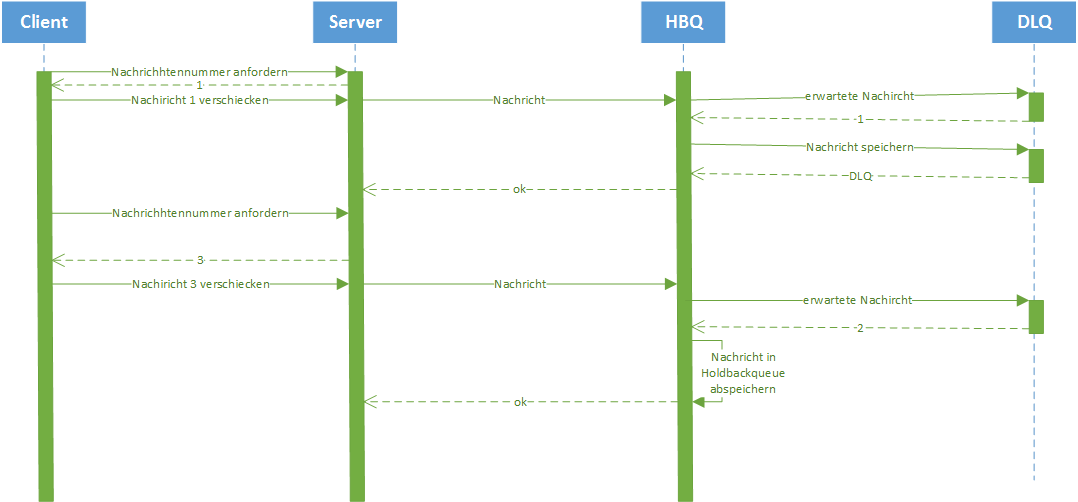 Client
Server
HBQ
DLQ
Nachrichhtennummer anfordern
1
Nachiricht 1 verschiecken
Nachricht
erwartete Nachircht
1
Nachricht speichern
DLQ
ok
Nachrichhtennummer anfordern
3
Nachiricht 3 verschiecken
Nachricht
erwartete Nachircht
2
Nachricht in
Holdbackqueue
abspeichern
ok